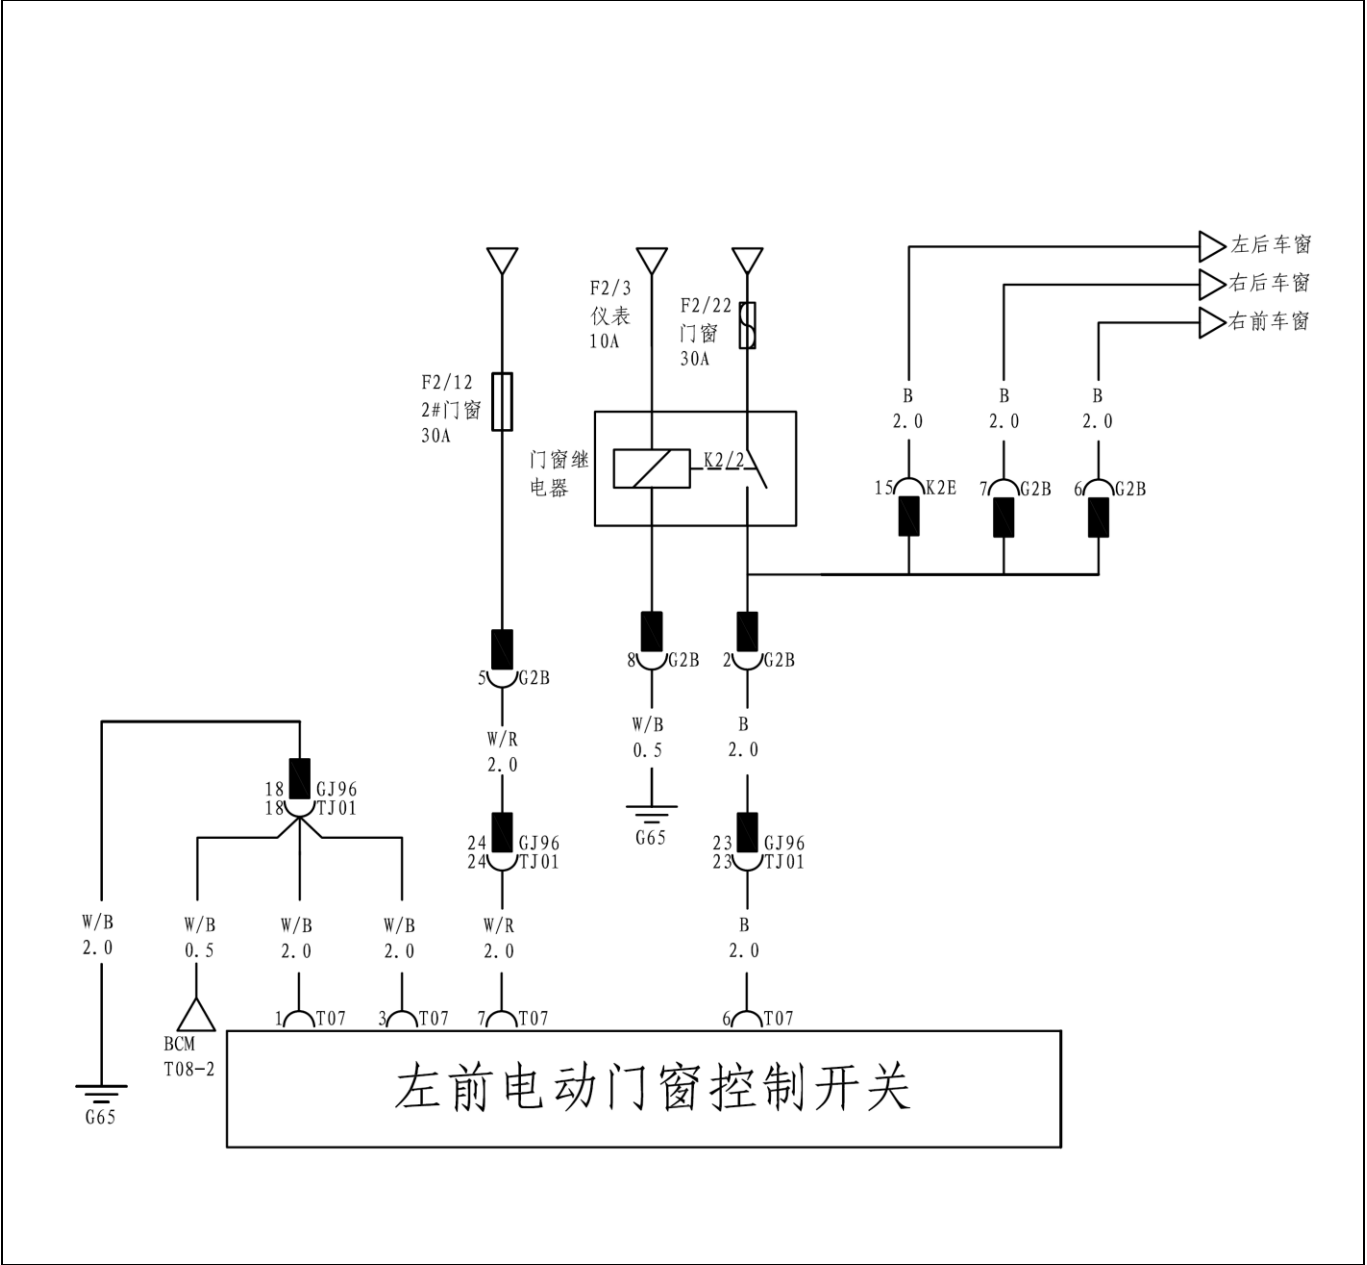 左后车窗
右后车窗
右前车窗
F2/3
仪表
10A
F2/22
门窗
30A
F2/12
2#门窗
30A
B
2.0
B
2.0
B
2.0
门窗继
电器
K2/2
15 K2E
7 G2B
6 G2B
5 G2B
8 G2B
2 G2B
W/R
2.0
W/B
0.5
B
2.0
18 GJ96
18 TJ01
G65
24 GJ96
24 TJ01
23 GJ96
23 TJ01
W/B
2.0
W/B
0.5
W/B
2.0
W/B
2.0
W/R
2.0
B
2.0
1 T07
3 T07
7 T07
6 T07
BCM
T08-2
G65
左前电动门窗控制开关